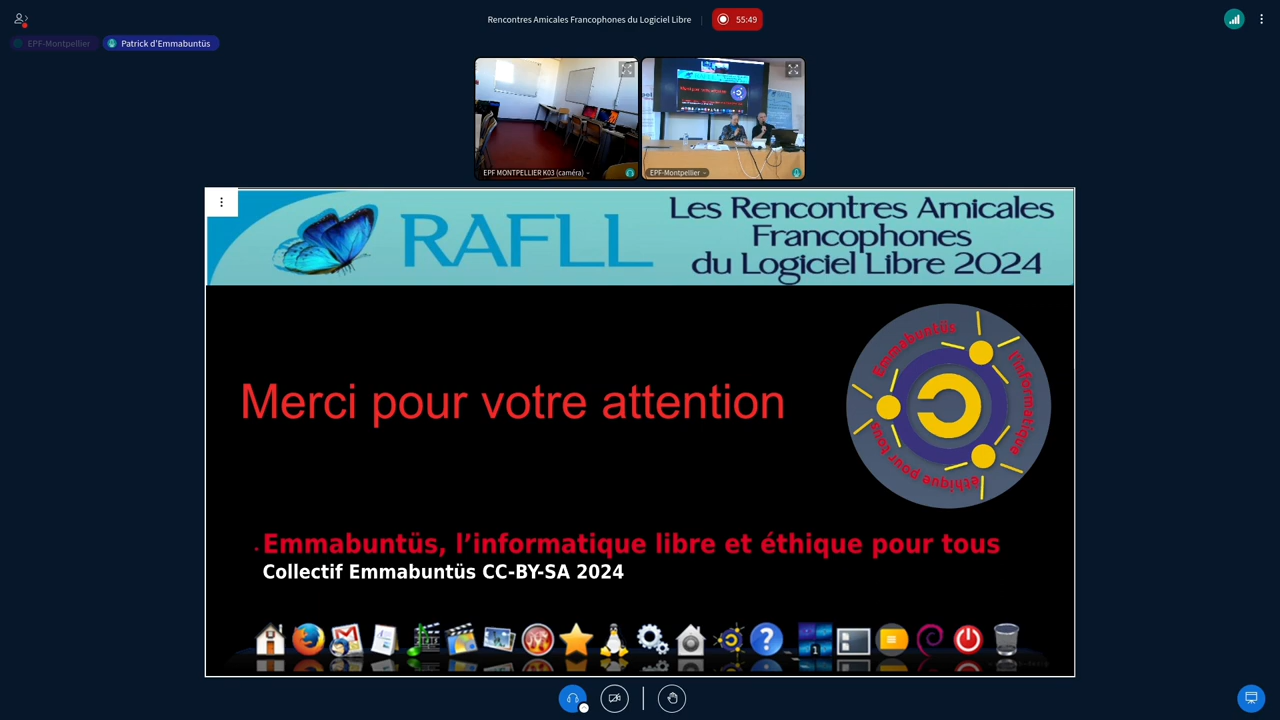 Rencontres Amicales Francophones du Logiciel Libre
55:49
EPF-Montpellier
Patrick d'Emmabuntüs
EPF MONTPELLIER K03 (caméra)
EPF-Montpellier
RAFLL
Les Rencontres Amicales
Francophones
du Logiciel Libre 2024
Merci pour votre attention
Emmabuntüs
l'informatique
éthique pour tous
Emmabuntüs, l’informatique libre et éthique pour tous
Collectif Emmabuntüs CC-BY-SA 2024
1